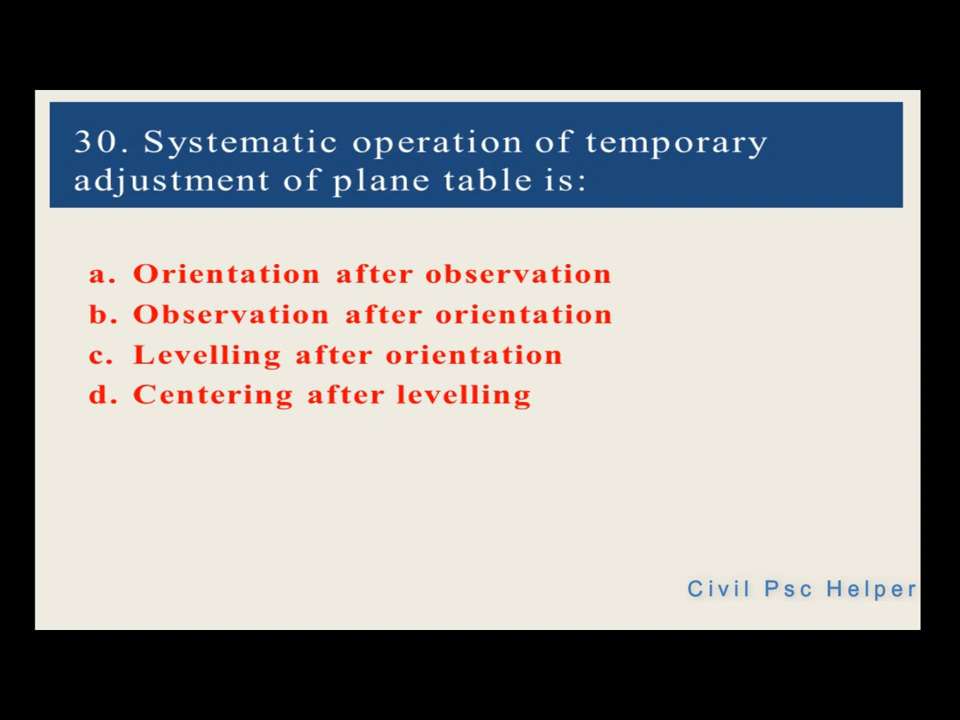 30. Systematic operation of temporary
adjustment of plane table is:
a. Orientation after observation
b. Observation after orientation
c. Levelling after orientation
d. Centering after levelling
Civil Psc Helper